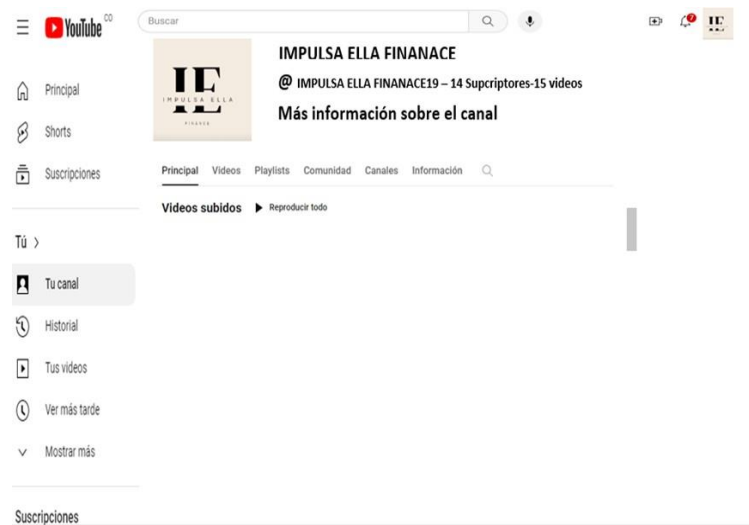 YouTube CO
Buscar
7
IE
IE
IMPULSA ELLA
FINANCE
IMPULSA ELLA FINANACE
@ IMPULSA ELLA FINANACE19 – 14 Supcriptores-15 videos
Más información sobre el canal
Principal
Shorts
Suscripciones
Principal Videos Playlists Comunidad Canales Información
Videos subidos Reproducir todo
Tú
Tu canal
Historial
Tus videos
Ver más tarde
Mostrar más
Suscripciones